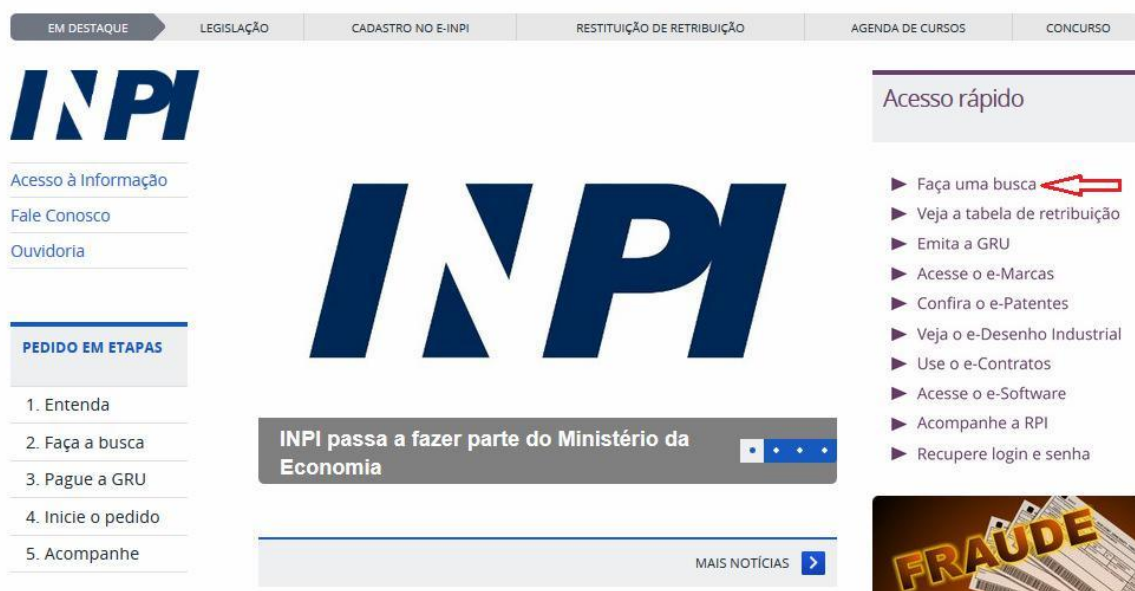 EM DESTAQUE LEGISLAÇÃO CADASTRO NO E-INPI RESTITUIÇÃO DE RETRIBUIÇÃO AGENDA DE CURSOS CONCURSO
INPI
Acesso à Informação
Fale Conosco
Ouvidoria
PEDIDO EM ETAPAS
1. Entenda
2. Faça a busca
3. Pague a GRU
4. Inicie o pedido
5. Acompanhe
INPI
INPI passa a fazer parte do Ministério da
Economia
MAIS NOTÍCIAS
Acesso rápido
Faça uma busca
Veja a tabela de retribuição
Emita a GRU
Acesse o e-Marcas
Confira o e-Patentes
Veja o e-Desenho Industrial
Use o e-Contratos
Acesse o e-Software
Acompanhe a RPI
Recupere login e senha
FRAUDE